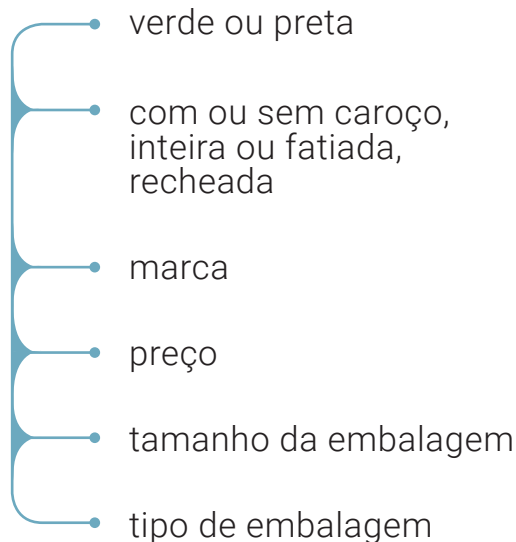 verde ou preta
com ou sem caroço,
inteira ou fatiada,
recheada
marca
preço
tamanho da embalagem
tipo de embalagem